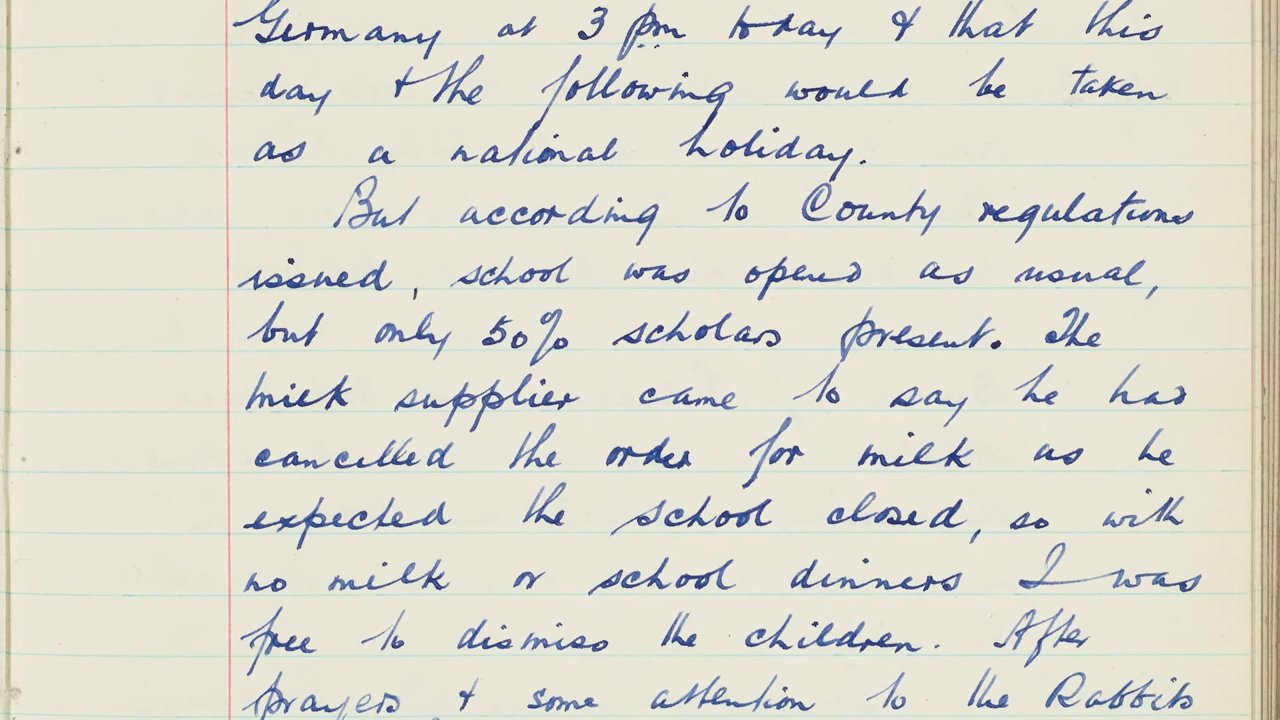 Germany at 3 pm today & that this
day & the following would be taken
as a national holiday.
But according to County regulations
issued, school was opened as usual,
but only 50% scholars present. The
milk supplier came to say he had
cancelled the order for milk as he
expected the school closed, so with
no milk or school dinners I was
free to dismiss the children. After
prayers & some attention to the Rabbits